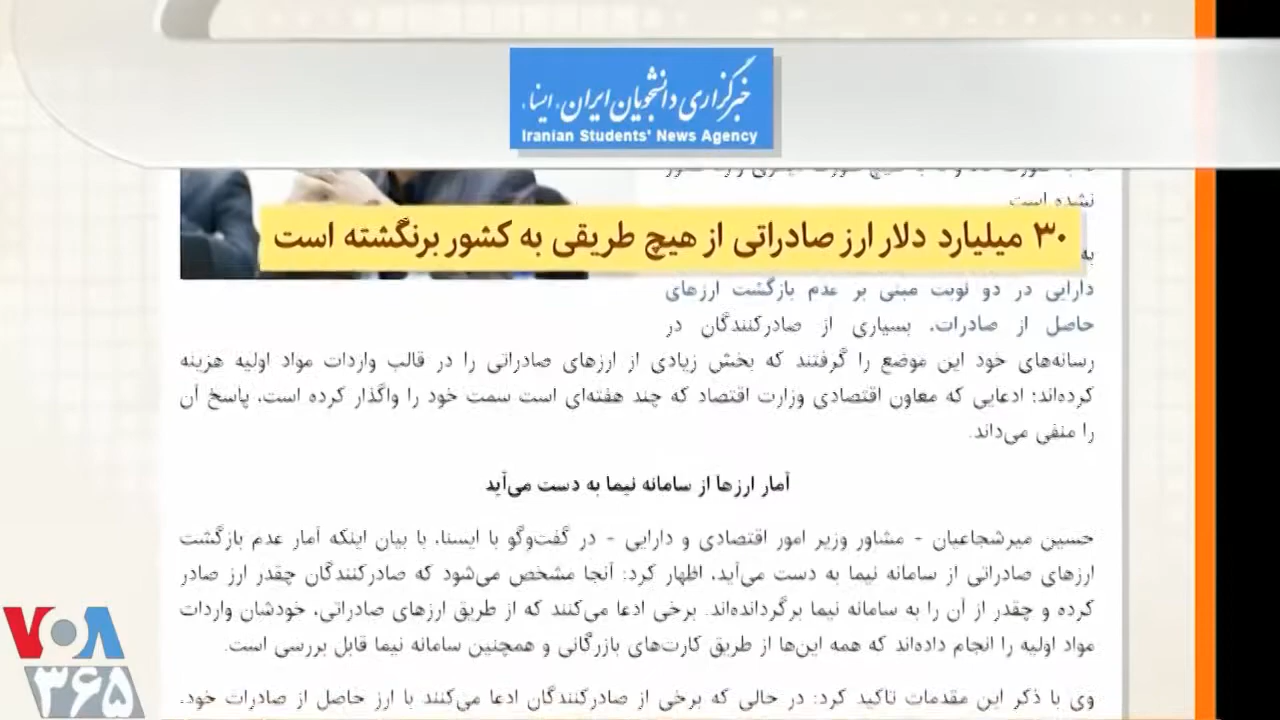 خبرگزاری دانشجویان ایران، ایسنا،
Iranian Students' News Agency
نشده است
۳۰ میلیارد دلار ارز صادراتی از هیچ طریقی به کشور برنگشته است
به
دارایی در دو نوبت مبنی بر عدم بازگشت ارزهای
حاصل از صادرات، بسیاری از صادرکنندگان در
رسانه‌های خود این موضع را گرفتند که بخش زیادی از ارزهای صادراتی را در قالب واردات مواد اولیه هزینه
کرده‌اند؛ ادعایی که معاون اقتصادی وزارت اقتصاد که چند هفته‌ای است سمت خود را واگذار کرده است، پاسخ آن
را منفی می‌داند.
آمار ارزها از سامانه نیما به دست می‌آید
حسین میرشجاعیان - مشاور وزیر امور اقتصادی و دارایی - در گفت‌وگو با ایسنا، با بیان اینکه آمار عدم بازگشت
ارزهای صادراتی از سامانه نیما به دست می‌آید، اظهار کرد: آنجا مشخص می‌شود که صادرکنندگان چقدر ارز صادر
کرده و چقدر از آن را به سامانه نیما برگردانده‌اند. برخی ادعا می‌کنند که از طریق ارزهای صادراتی، خودشان واردات
مواد اولیه را انجام داده‌اند که همه این‌ها از طریق کارت‌های بازرگانی و همچنین سامانه نیما قابل بررسی است.
وی با ذکر این مقدمات تاکید کرد: در حالی که برخی از صادرکنندگان ادعا می‌کنند با ارز حاصل از صادرات خود،
VOA
۳۶۵